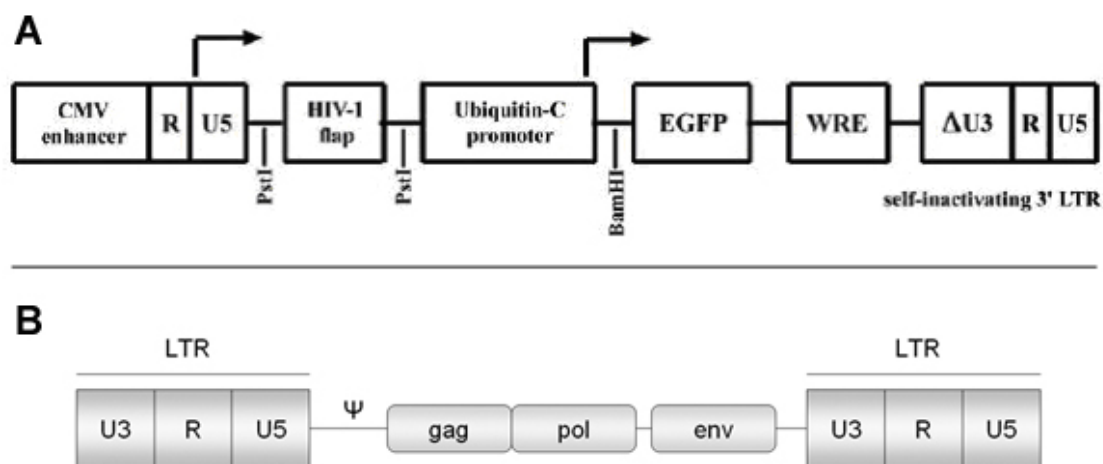 A
CMV enhancer
R
U5
PstI
HIV-1 flap
PstI
Ubiquitin-C promoter
BamHI
EGFP
WRE
ΔU3
R
U5
self-inactivating 3' LTR
B
LTR
U3
R
U5
Ψ
gag
pol
env
LTR
U3
R
U5